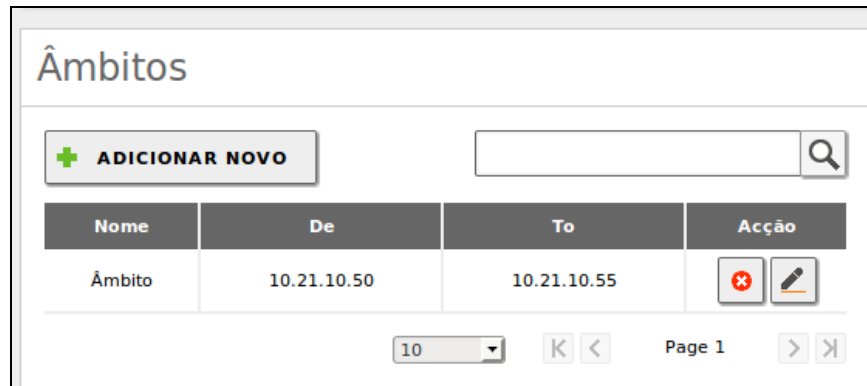 Âmbitos
ADICIONAR NOVO
Nome De To Acção
Âmbito 10.21.10.50 10.21.10.55
10 Page 1